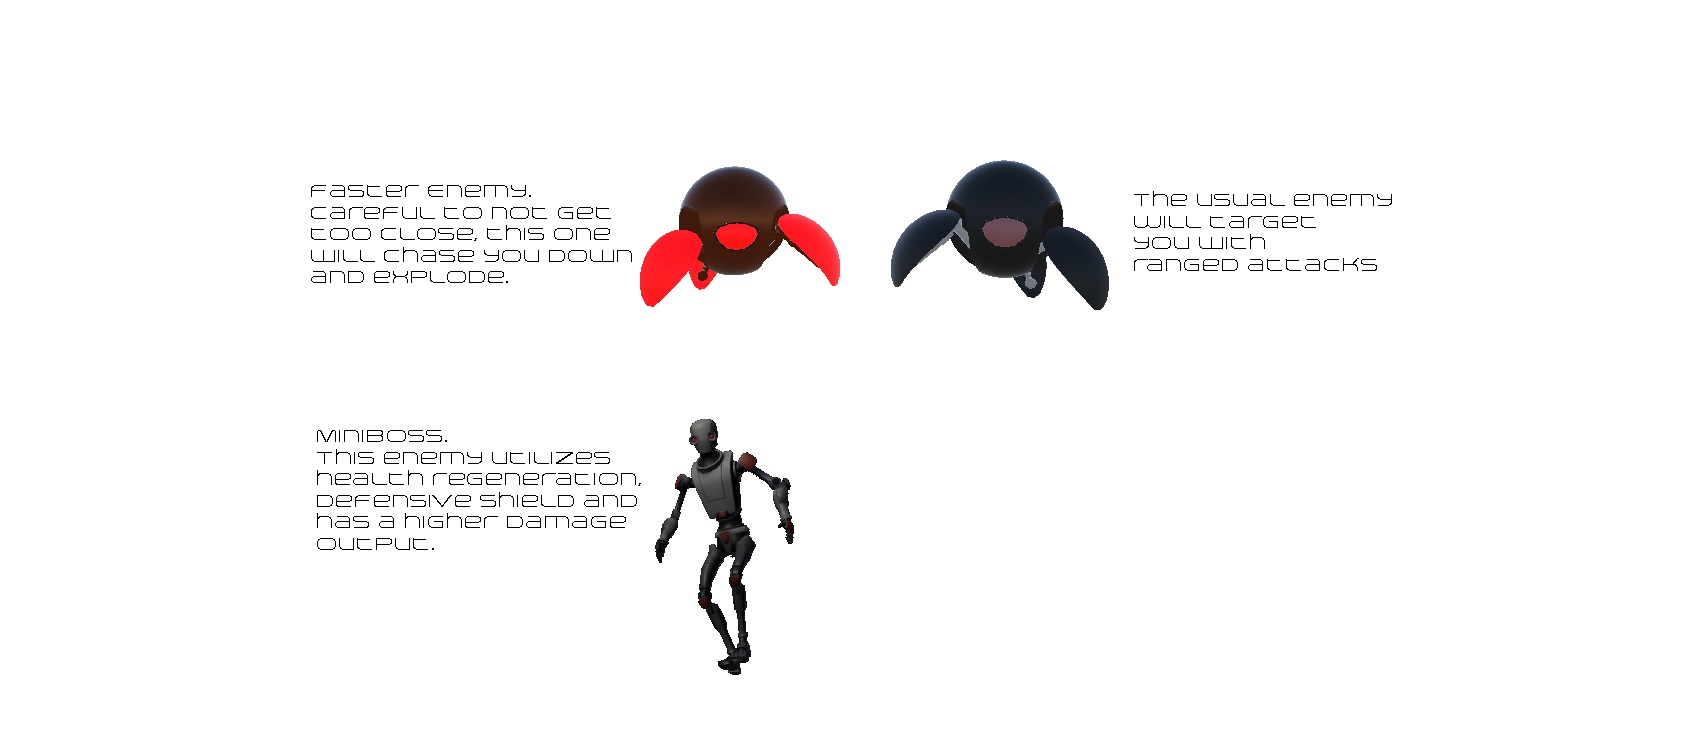 Faster Enemy.
Careful to not get
too close, this one
will chase you down
and explode.
The usual enemy
will target
you with
ranged attacks
Miniboss.
This enemy utilizes
health regeneration,
defensive shield and
has a higher damage
output.